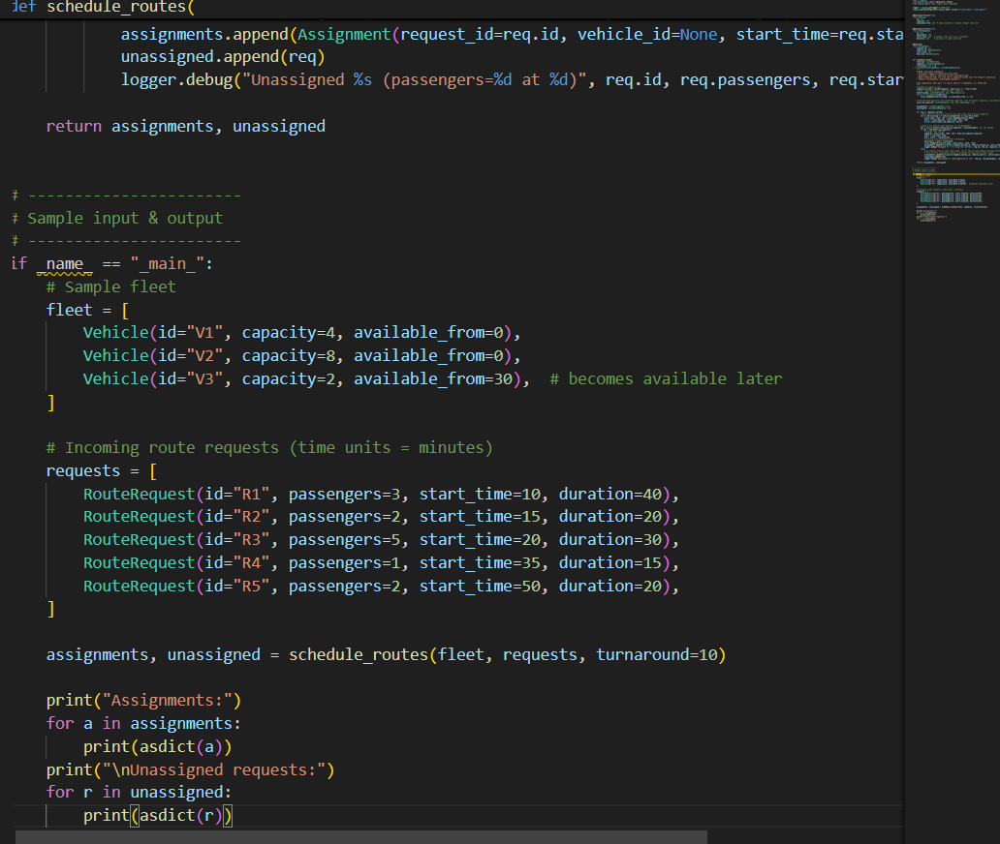 def schedule_routes(
            assignments.append(Assignment(request_id=req.id, vehicle_id=None, start_time=req.sta
            unassigned.append(req)
            logger.debug("Unassigned %s (passengers=%d at %d)", req.id, req.passengers, req.star
    return assignments, unassigned
# -----------------------
# Sample input & output
# -----------------------
if _name_ == "_main_":
    # Sample fleet
    fleet = [
        Vehicle(id="V1", capacity=4, available_from=0),
        Vehicle(id="V2", capacity=8, available_from=0),
        Vehicle(id="V3", capacity=2, available_from=30),  # becomes available later
    ]
    # Incoming route requests (time units = minutes)
    requests = [
        RouteRequest(id="R1", passengers=3, start_time=10, duration=40),
        RouteRequest(id="R2", passengers=2, start_time=15, duration=20),
        RouteRequest(id="R3", passengers=5, start_time=20, duration=30),
        RouteRequest(id="R4", passengers=1, start_time=35, duration=15),
        RouteRequest(id="R5", passengers=2, start_time=50, duration=20),
    ]
    assignments, unassigned = schedule_routes(fleet, requests, turnaround=10)
    print("Assignments:")
    for a in assignments:
        print(asdict(a))
    print("\nUnassigned requests:")
    for r in unassigned:
        print(asdict(r))